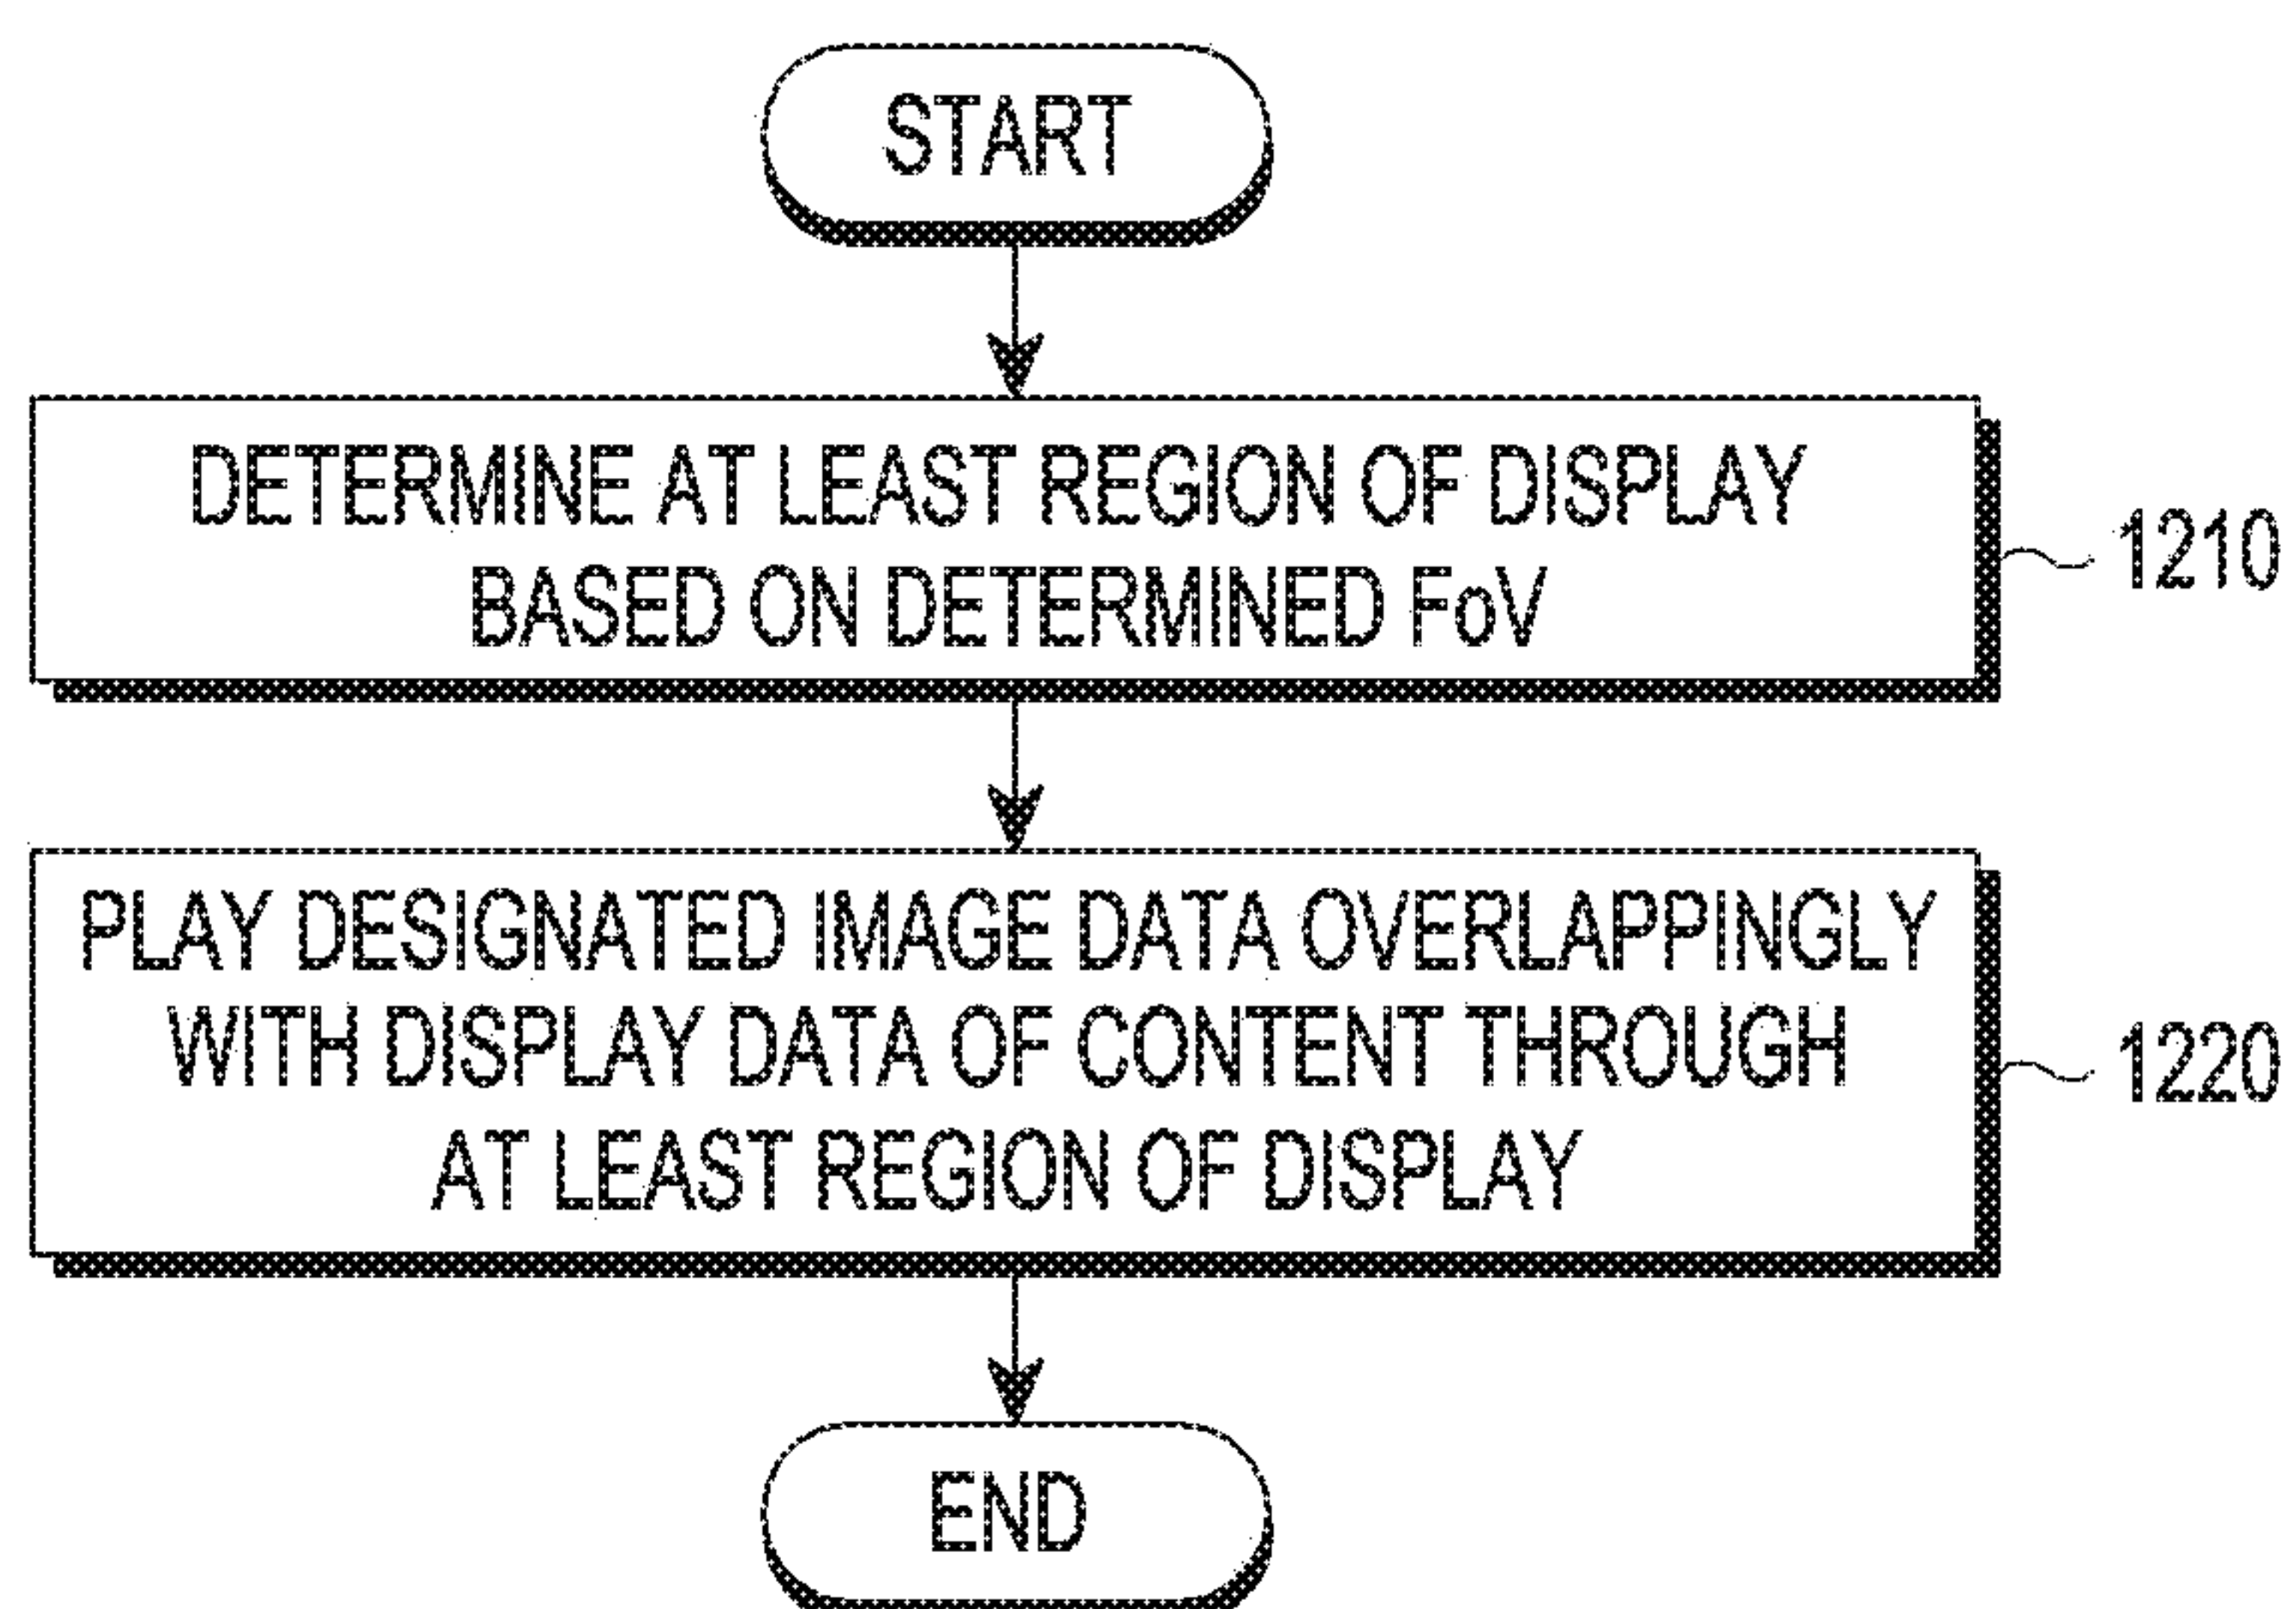 START
DETERMINE AT LEAST REGION OF DISPLAY
BASED ON DETERMINED FoV
1210
PLAY DESIGNATED IMAGE DATA OVERLAPPINGLY
WITH DISPLAY DATA OF CONTENT THROUGH
AT LEAST REGION OF DISPLAY
1220
END